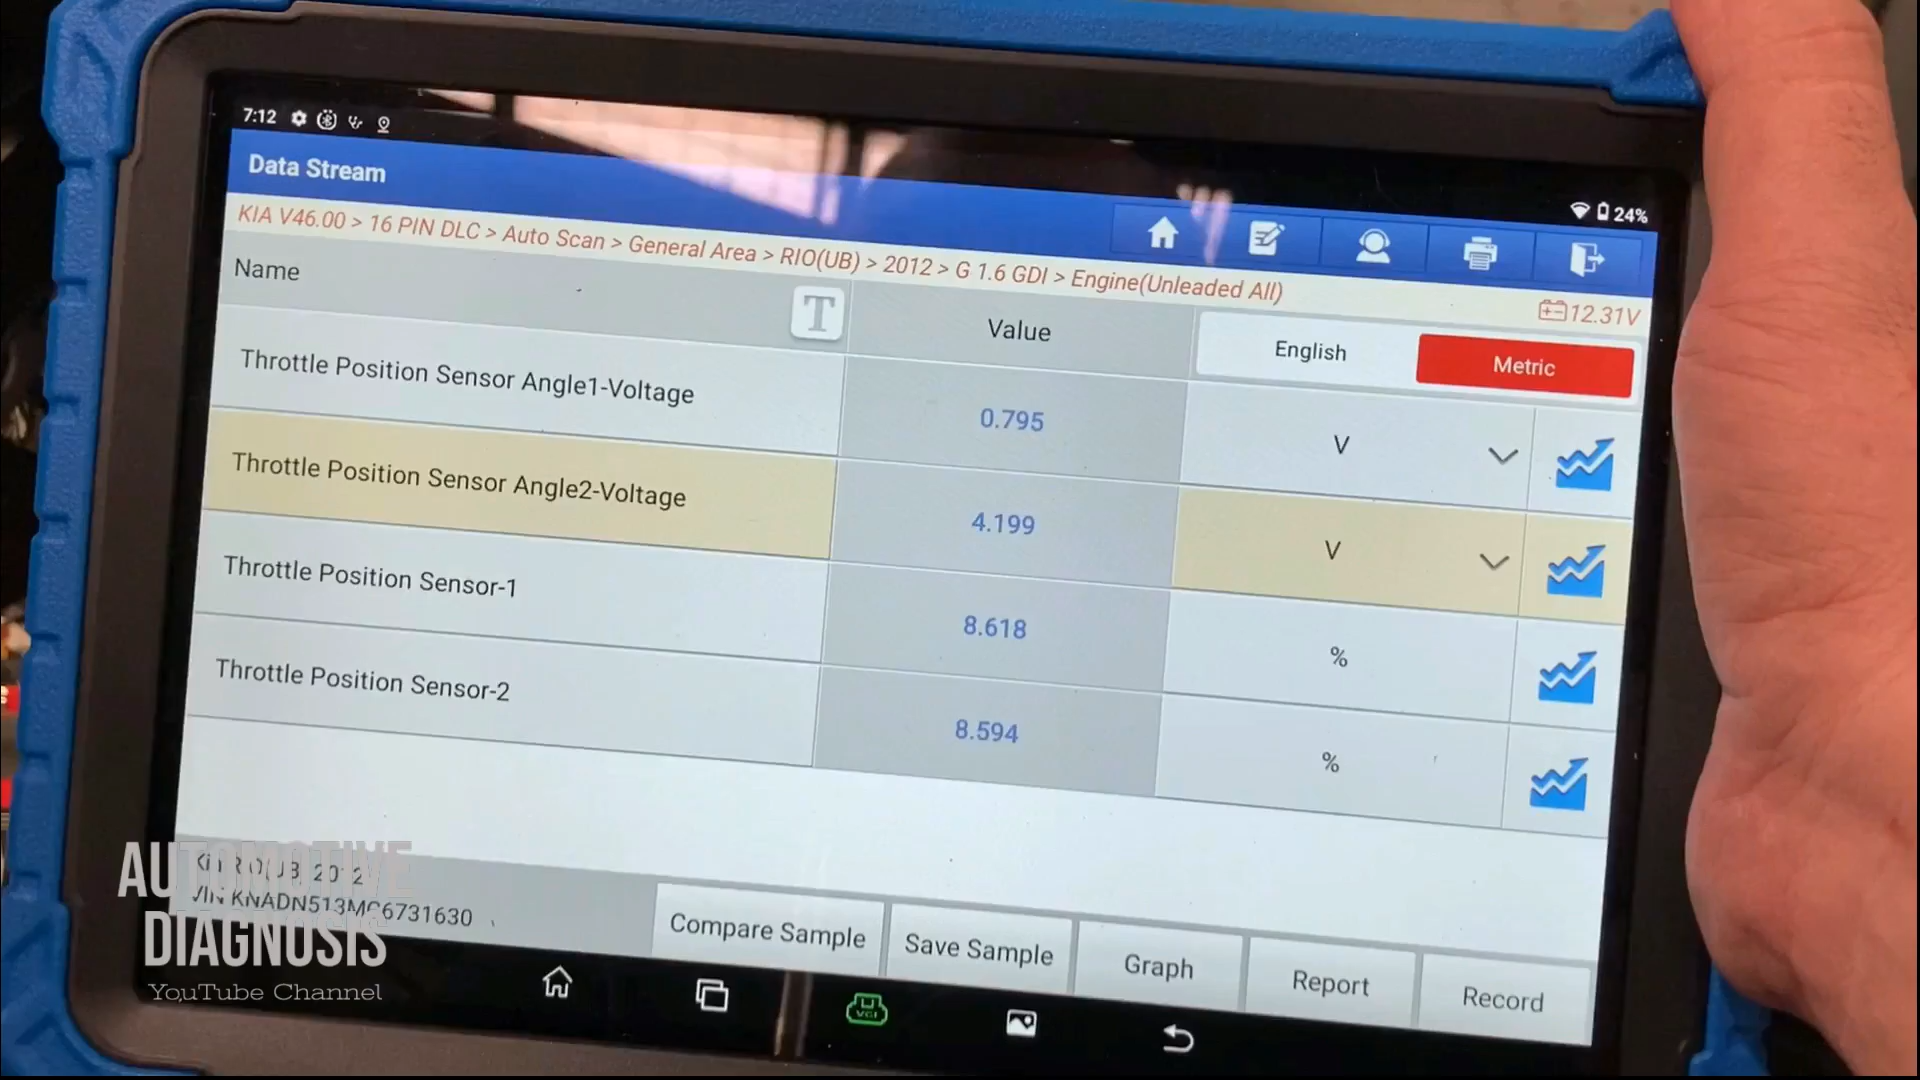 7:12
24%
Data Stream
KIA V46.00 > 16 PIN DLC > Auto Scan > General Area > RIO(UB) > 2012 > G 1.6 GDI > Engine(Unleaded All)
12.31V
Name
T
Value
English
Metric
Throttle Position Sensor Angle1-Voltage
0.795
V
Throttle Position Sensor Angle2-Voltage
4.199
V
Throttle Position Sensor-1
8.618
%
Throttle Position Sensor-2
8.594
%
2012
VIN KNADN513MC6731630
Compare Sample
Save Sample
Graph
Report
Record
VCI
AUTOMOTIVE
DIAGNOSIS
YouTube Channel